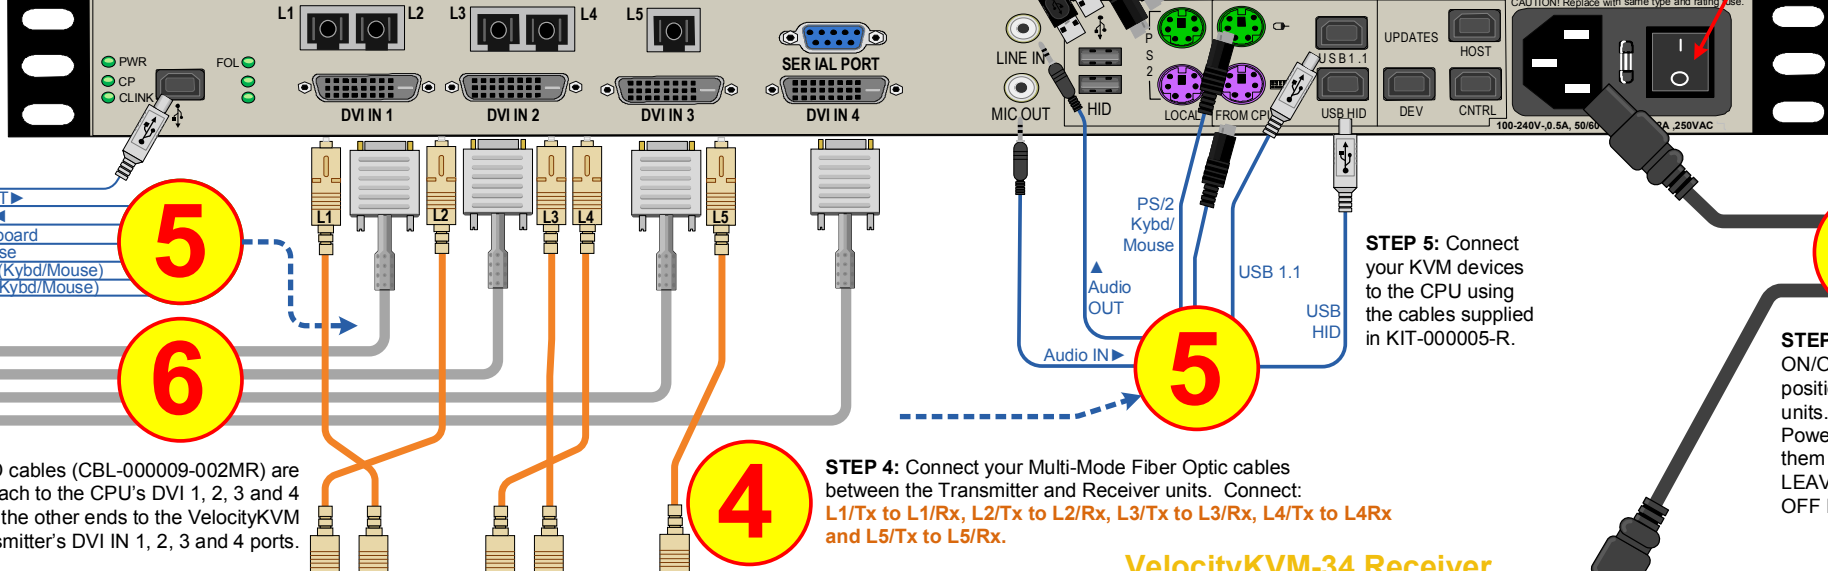 CAUTION! Replace with same type and rating fuse.
L1
L2
L3
L4
L5
PWR
CP
CLINK
FOL
SERIAL PORT
DVI IN 1
DVI IN 2
DVI IN 3
DVI IN 4
LINE IN
MIC OUT
HID
P
S
2
LOCAL
FROM CPU
USB1.1
USB HID
UPDATES
HOST
DEV
CNTRL
100-240V-,0.5A, 50/60
,250VAC
T►
◄
board
se
(Kybd/Mouse)
Kybd/Mouse)
5
6
L1
L2
L3
L4
L5
PS/2
Kybd/
Mouse
▲
Audio
OUT
Audio IN►
USB 1.1
USB
HID
5
STEP 5: Connect
your KVM devices
to the CPU using
the cables supplied
in KIT-000005-R.
cables (CBL-000009-002MR) are
ach to the CPU's DVI 1, 2, 3 and 4
the other ends to the VelocityKVM
smitter's DVI IN 1, 2, 3 and 4 ports.
4
STEP 4: Connect your Multi-Mode Fiber Optic cables
between the Transmitter and Receiver units. Connect:
L1/Tx to L1/Rx, L2/Tx to L2/Rx, L3/Tx to L3/Rx, L4/Tx to L4Rx
and L5/Tx to L5/Rx.
VelocityKVM-34 Receiver
STEP
ON/O
positi
units.
Powe
them
LEAV
OFF